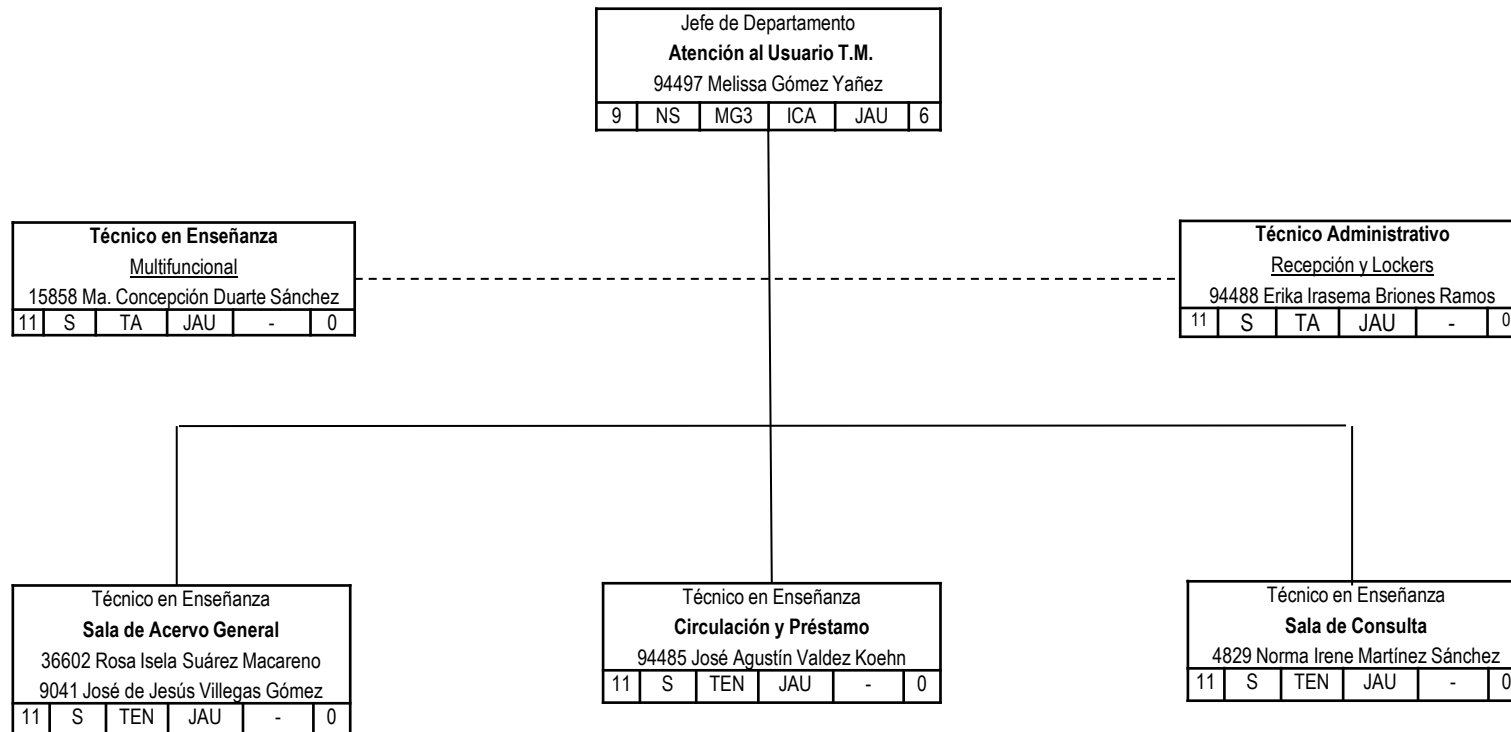 Jefe de Departamento
Atención al Usuario T.M.
94497 Melissa Gómez Yañez
9 NS MG3 ICA JAU 6
Técnico en Enseñanza
Multifuncional
15858 Ma. Concepción Duarte Sánchez
11 S TA JAU - 0
Técnico Administrativo
Recepción y Lockers
94488 Erika Irasema Briones Ramos
11 S TA JAU - 0
Técnico en Enseñanza
Sala de Acervo General
36602 Rosa Isela Suárez Macareno
9041 José de Jesús Villegas Gómez
11 S TEN JAU - 0
Técnico en Enseñanza
Circulación y Préstamo
94485 José Agustín Valdez Koehn
11 S TEN JAU - 0
Técnico en Enseñanza
Sala de Consulta
4829 Norma Irene Martínez Sánchez
11 S TEN JAU - 0